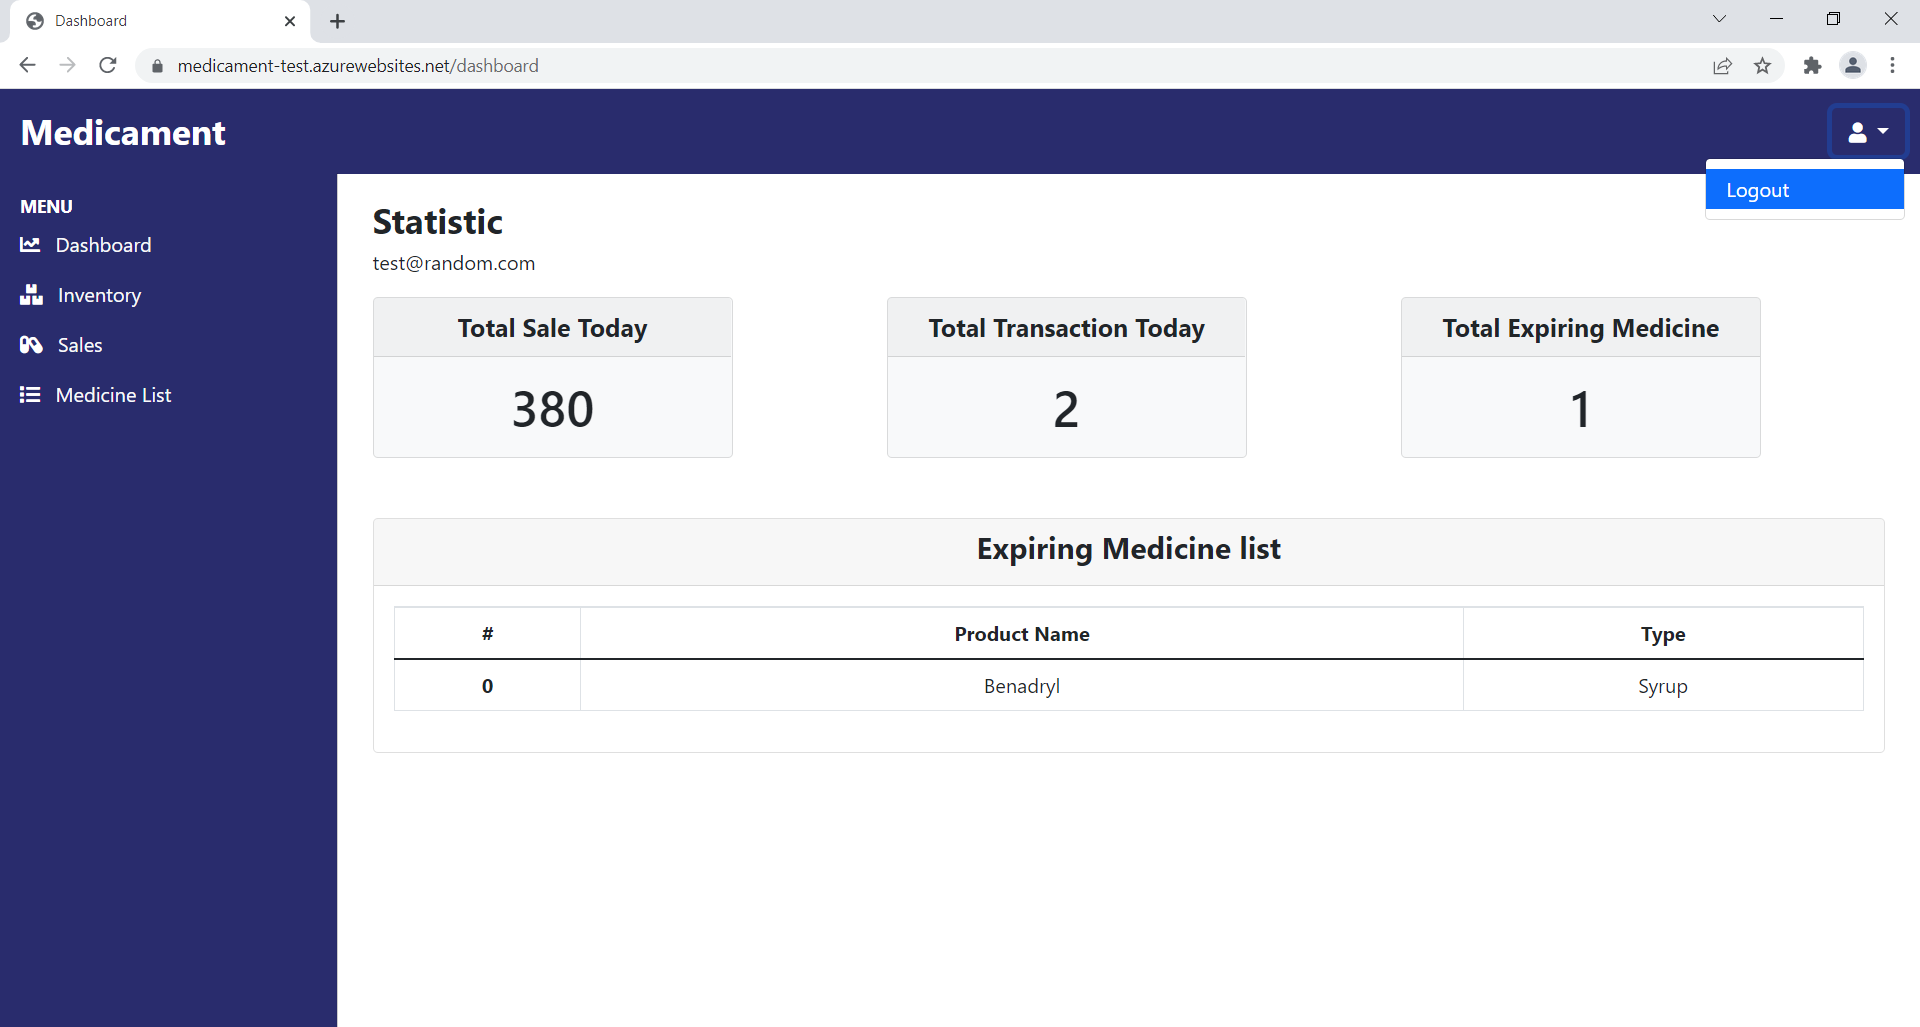 Dashboard
medicament-test.azurewebsites.net/dashboard
Medicament
Logout
MENU
Dashboard
Inventory
Sales
Medicine List
Statistic
test@random.com
Total Sale Today
380
Total Transaction Today
2
Total Expiring Medicine
1
Expiring Medicine list
# Product Name Type
0 Benadryl Syrup